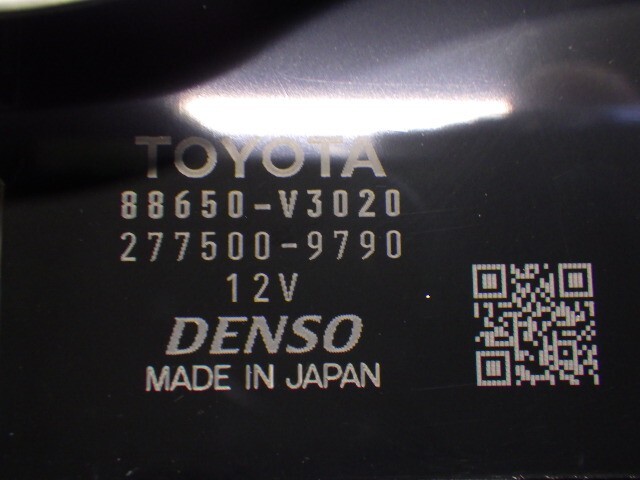 TOYOTA
88650-V3020
277500-9790
12V
DENSO
MADE IN JAPAN